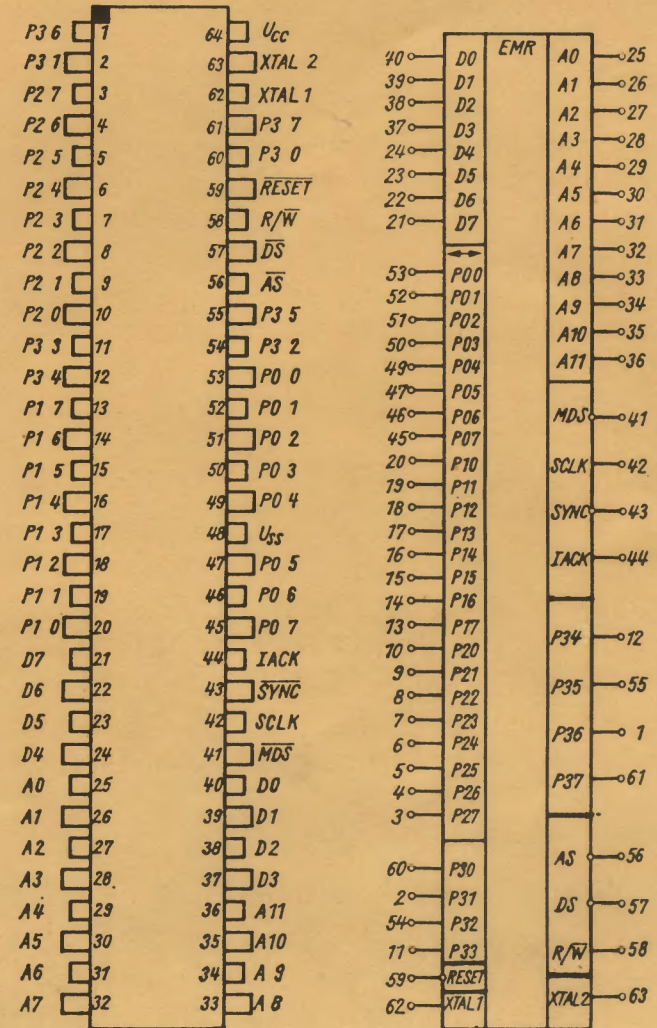 P3 6 1 64 Ucc
P3 1 2 63 XTAL 2
P2 7 3 62 XTAL 1
P2 6 4 61 P3 7
P2 5 5 60 P3 0
P2 4 6 59 RESET
P2 3 7 58 R/W
P2 2 8 57 DS
P2 1 9 56 AS
P2 0 10 55 P3 5
P3 3 11 54 P3 2
P3 4 12 53 P0 0
P1 7 13 52 P0 1
P1 6 14 51 P0 2
P1 5 15 50 P0 3
P1 4 16 49 P0 4
P1 3 17 48 Uss
P1 2 18 47 P0 5
P1 1 19 46 P0 6
P1 0 20 45 P0 7
D7 21 44 IACK
D6 22 43 SYNC
D5 23 42 SCLK
D4 24 41 MDS
A0 25 40 D0
A1 26 39 D1
A2 27 38 D2
A3 28 37 D3
A4 29 36 A11
A5 30 35 A10
A6 31 34 A 9
A7 32 33 A 8
EMR
40 D0
39 D1
38 D2
37 D3
24 D4
23 D5
22 D6
21 D7
53 P00
52 P01
51 P02
50 P03
49 P04
47 P05
46 P06
45 P07
20 P10
19 P11
18 P12
17 P13
16 P14
15 P15
14 P16
13 P17
10 P20
9 P21
8 P22
7 P23
6 P24
5 P25
4 P26
3 P27
60 P30
2 P31
54 P32
11 P33
59 RESET
62 XTAL1
A0 25
A1 26
A2 27
A3 28
A4 29
A5 30
A6 31
A7 32
A8 33
A9 34
A10 35
A11 36
MDS 41
SCLK 42
SYNC 43
IACK 44
P34 12
P35 55
P36 1
P37 61
AS 56
DS 57
R/W 58
XTAL2 63